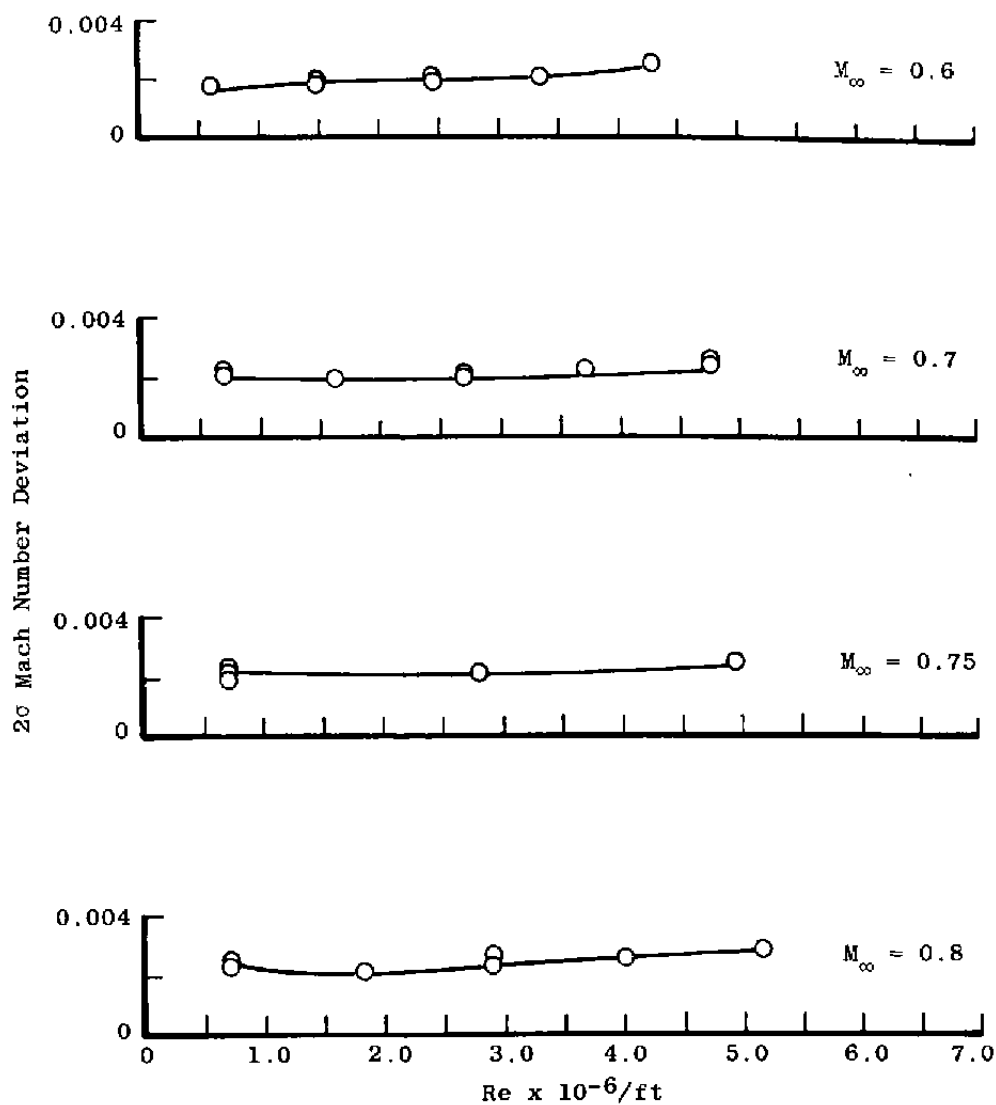 0.004
0
M∞ = 0.6
0.004
0
M∞ = 0.7
2σ Mach Number Deviation
0.004
0
M∞ = 0.75
0.004
0
M∞ = 0.8
0 1.0 2.0 3.0 4.0 5.0 6.0 7.0
Re x 10⁻⁶/ft